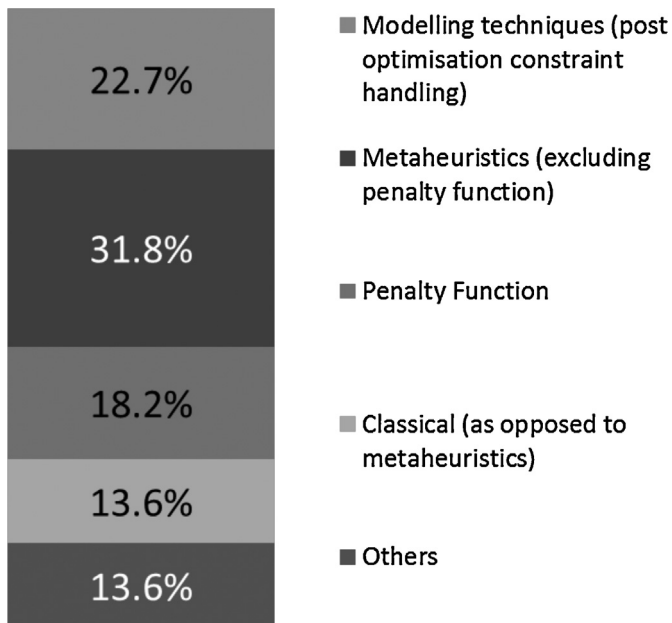 22.7%
31.8%
18.2%
13.6%
13.6%
Modelling techniques (post
optimisation constraint
handling)
Metaheuristics (excluding
penalty function)
Penalty Function
Classical (as opposed to
metaheuristics)
Others